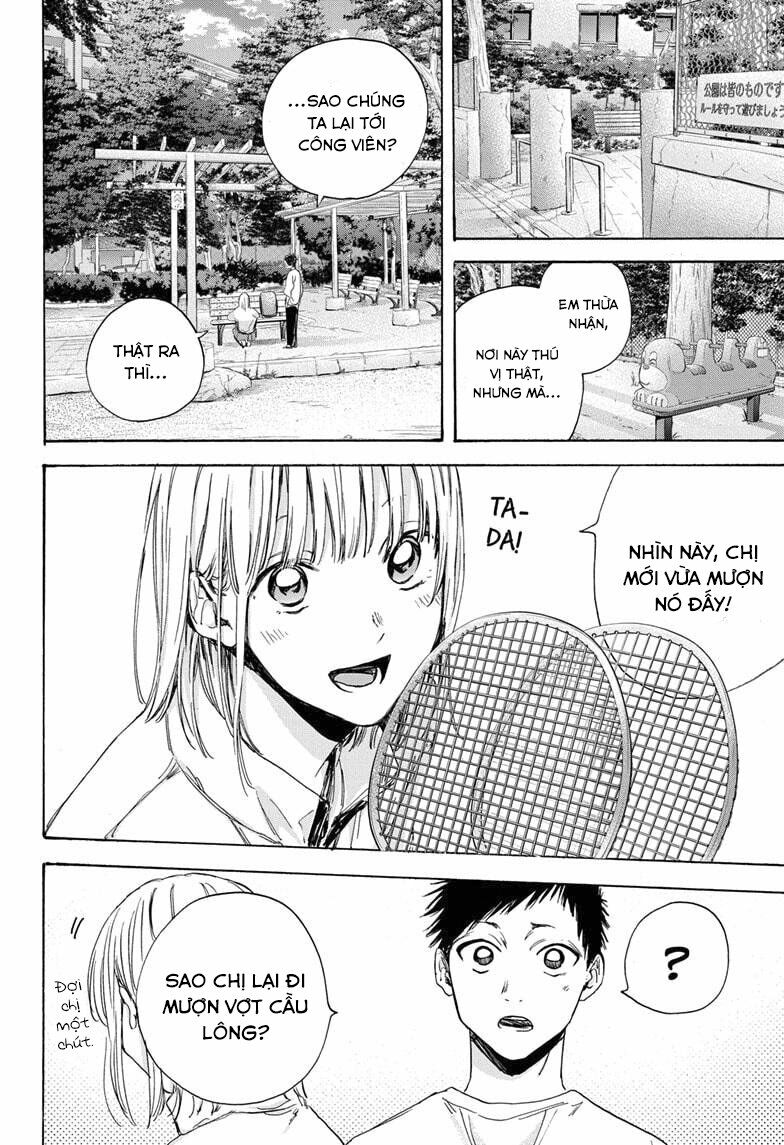 公園は皆のものです
ルールを守って遊びましょう
EM THỪA
NHẬN,
NƠI NÀY THÚ
VỊ THẬT,
NHƯNG MÀ...
...SAO CHÚNG
TA LẠI TỚI
CÔNG VIÊN?
THẬT RA
THÌ...
NHÌN NÀY, CHỊ
MỚI VỪA MƯỢN
NÓ ĐẤY!
TA-
DA!
?
SAO CHỊ LẠI ĐI
MƯỢN VỢT CẦU
LÔNG?
Đợi
chị
một
chút.